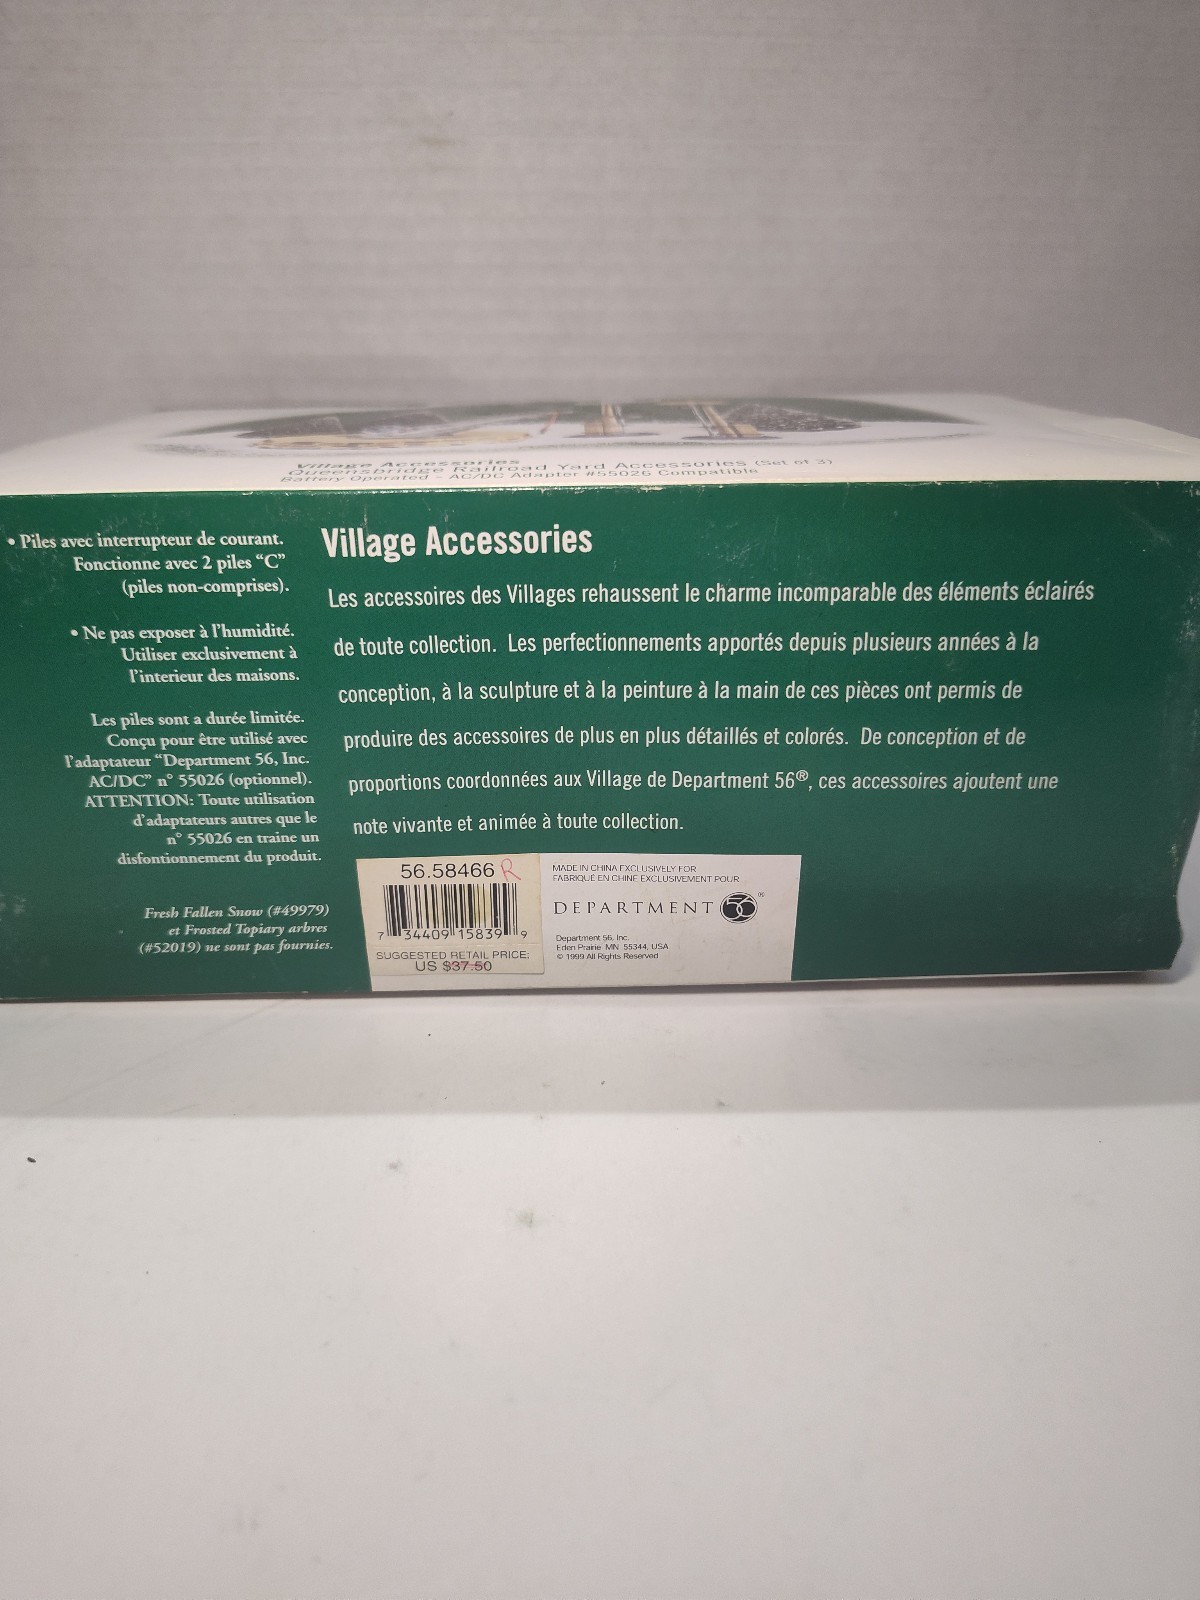 Village Accessories
Queensbridge Railroad Yard Accessories (Set of 3)
Battery Operated - AC/DC Adapter #55026 Compatible
• Piles avec interrupteur de courant.
Fonctionne avec 2 piles “C”
(piles non-comprises).
• Ne pas exposer à l'humidité.
Utiliser exclusivement à
l'interieur des maisons.
Les piles sont a durée limitée.
Conçu pour être utilisé avec
l'adaptateur “Department 56, Inc.
AC/DC” n° 55026 (optionnel).
ATTENTION: Toute utilisation
d'adaptateurs autres que le
n° 55026 en traine un
disfontionnement du produit.
Fresh Fallen Snow (#49979)
et Frosted Topiary arbres
(#52019) ne sont pas fournies.
Village Accessories
Les accessoires des Villages rehaussent le charme incomparable des éléments éclairés
de toute collection. Les perfectionnements apportés depuis plusieurs années à la
conception, à la sculpture et à la peinture à la main de ces pièces ont permis de
produire des accessoires de plus en plus détaillés et colorés. De conception et de
proportions coordonnées aux Village de Department 56®, ces accessoires ajoutent une
note vivante et animée à toute collection.
56.58466 R
7 34409 15839 9
SUGGESTED RETAIL PRICE:
US $37.50
MADE IN CHINA EXCLUSIVELY FOR
FABRIQUÉ EN CHINE EXCLUSIVEMENT POUR
DEPARTMENT 56®
Department 56, Inc.
Eden Prairie MN 55344, USA
© 1999 All Rights Reserved